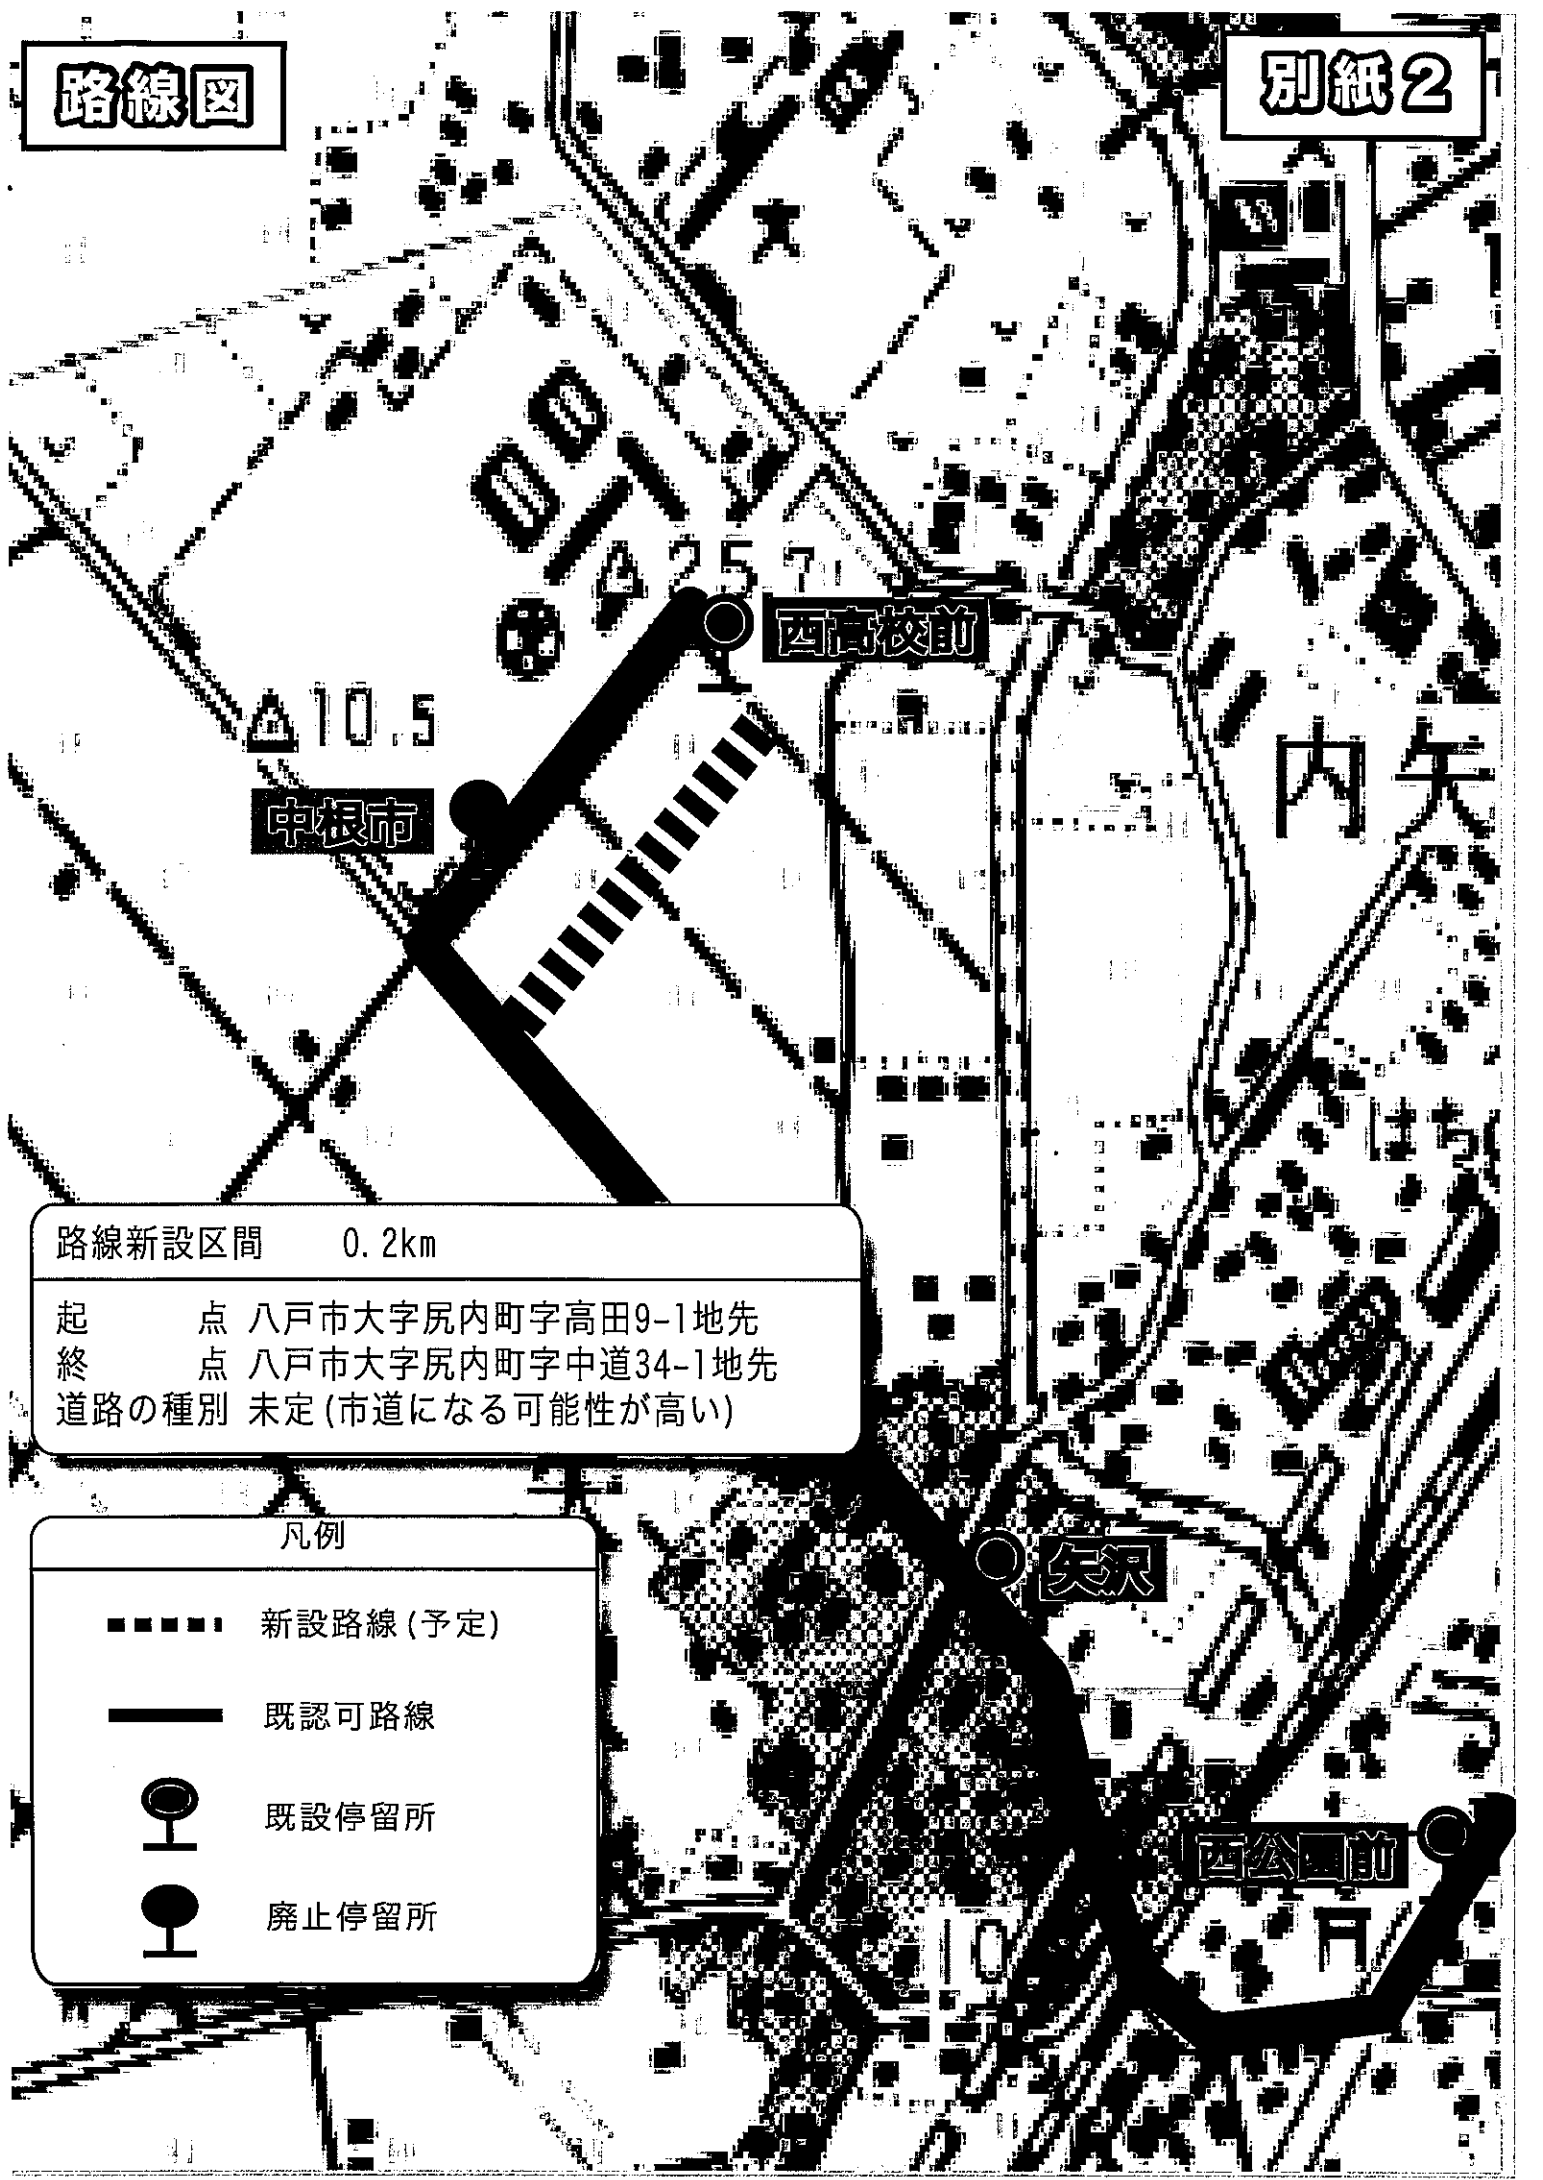 路線図
別紙2
△25.7
西高校前
△10.5
中根市
内矢
路線新設区間 0.2km
起 点 八戸市大字尻内町字高田9-1地先
終 点 八戸市大字尻内町字中道34-1地先
道路の種別 未定(市道になる可能性が高い)
凡例
新設路線(予定)
既認可路線
既設停留所
廃止停留所
矢沢
西公園前
10